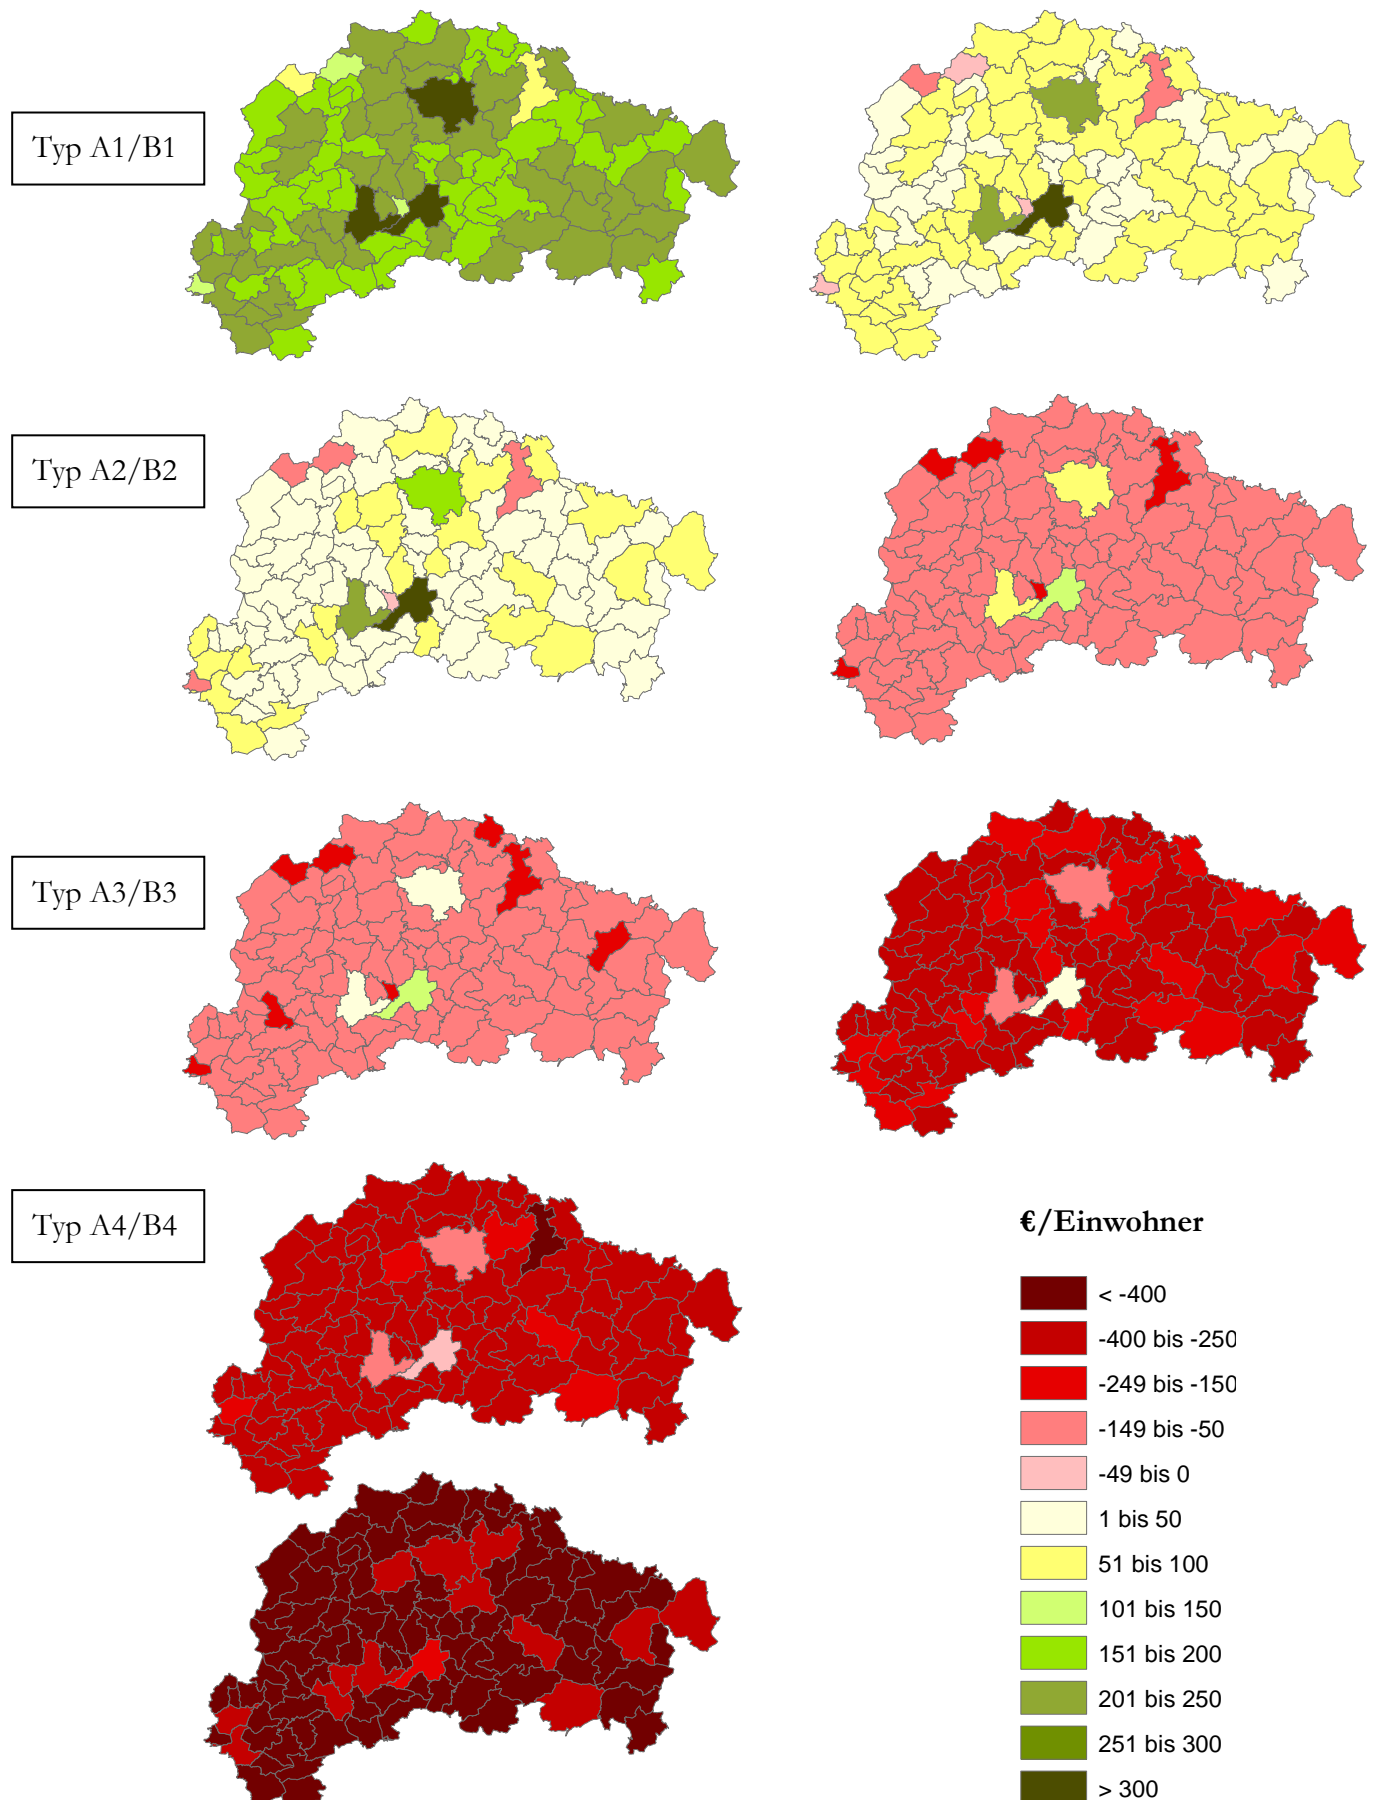 Typ A1/B1
Typ A2/B2
Typ A3/B3
Typ A4/B4
€/Einwohner
< -400
-400 bis -250
-249 bis -150
-149 bis -50
-49 bis 0
1 bis 50
51 bis 100
101 bis 150
151 bis 200
201 bis 250
251 bis 300
> 300